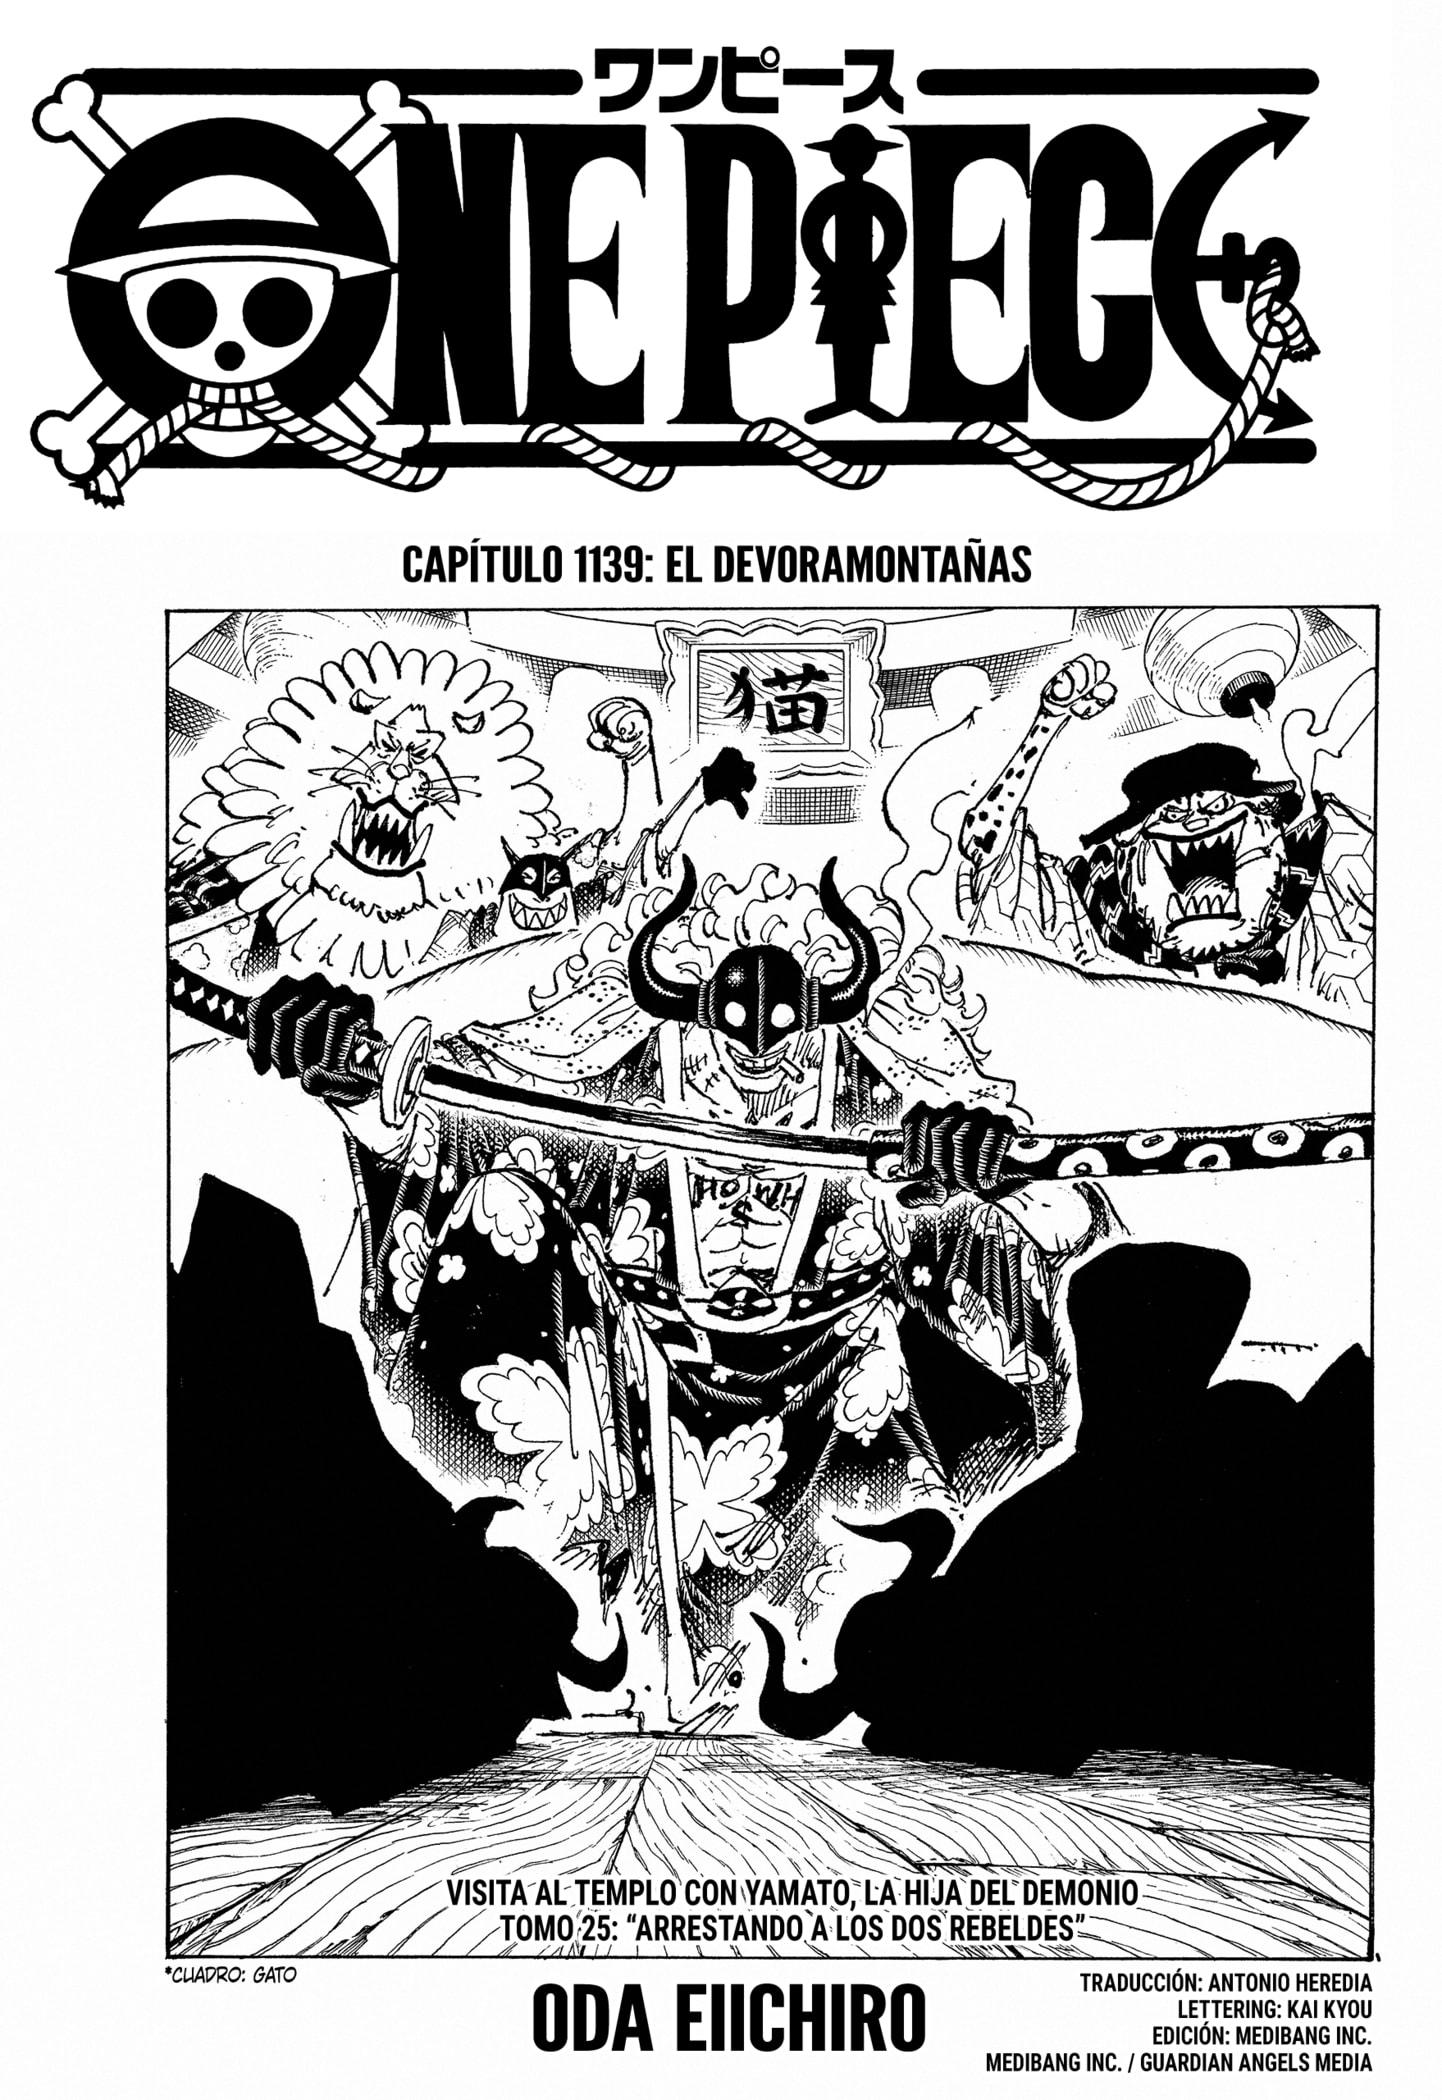 ワンピース
ONE PIECE
CAPÍTULO 1139: EL DEVORAMONTAÑAS
猫
HO WH
VISITA AL TEMPLO CON YAMATO, LA HIJA DEL DEMONIO
TOMO 25: “ARRESTANDO A LOS DOS REBELDES”
*CUADRO: GATO
ODA EIICHIRO
TRADUCCIÓN: ANTONIO HEREDIA
LETTERING: KAI KYOU
EDICIÓN: MEDIBANG INC.
MEDIBANG INC. / GUARDIAN ANGELS MEDIA